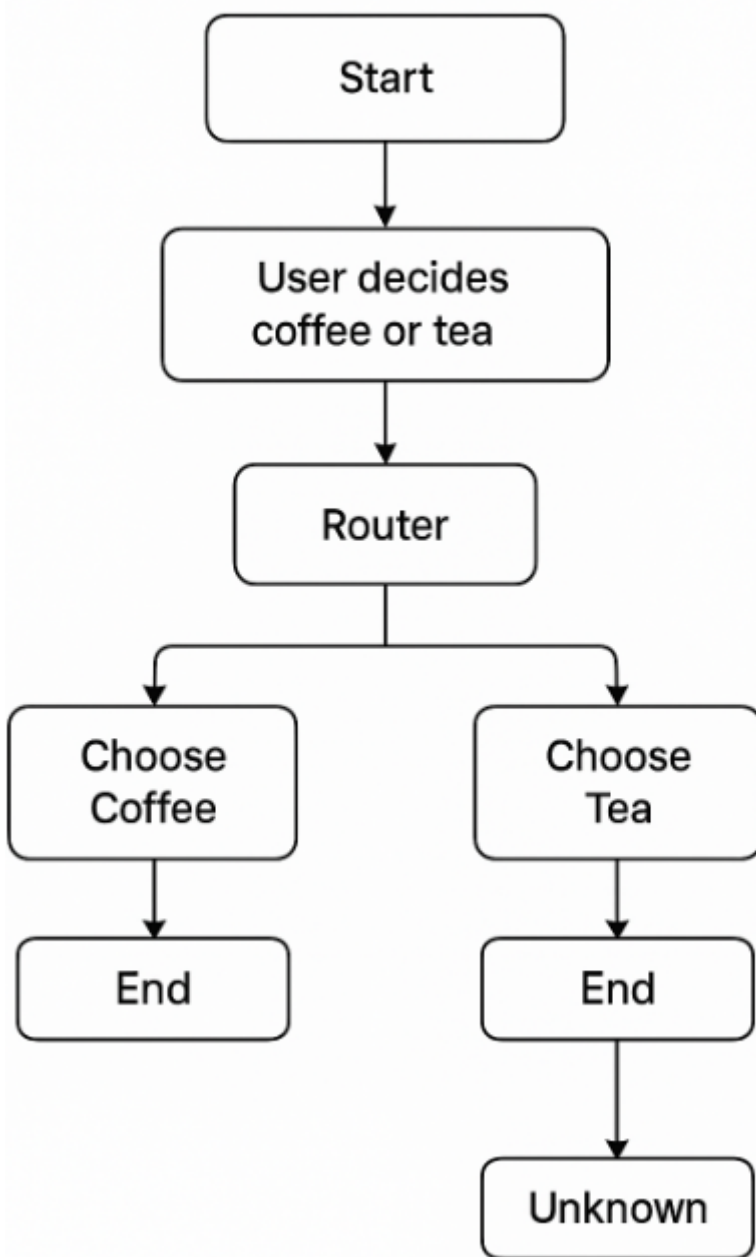 Start
User decides
coffee or tea
Router
Choose
Coffee
Choose
Tea
End
End
Unknown